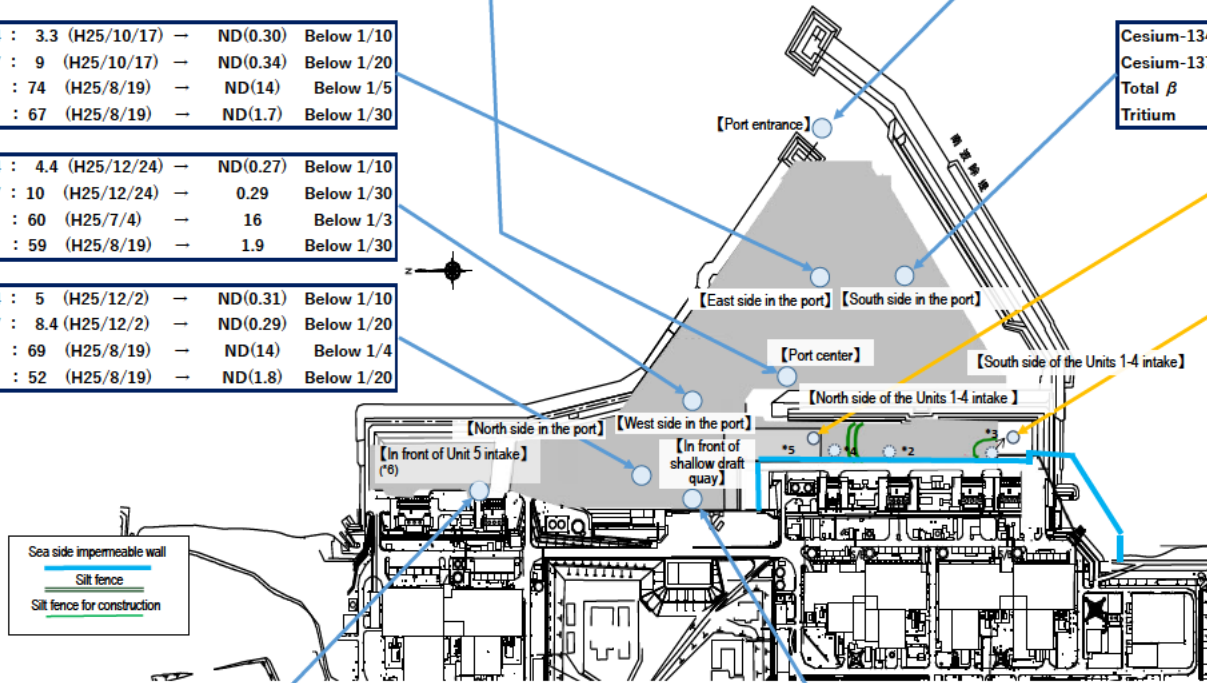 : 3.3 (H25/10/17) → ND(0.30) Below 1/10
: 9 (H25/10/17) → ND(0.34) Below 1/20
: 74 (H25/8/19) → ND(14) Below 1/5
: 67 (H25/8/19) → ND(1.7) Below 1/30
: 4.4 (H25/12/24) → ND(0.27) Below 1/10
: 10 (H25/12/24) → 0.29 Below 1/30
: 60 (H25/7/4) → 16 Below 1/3
: 59 (H25/8/19) → 1.9 Below 1/30
: 5 (H25/12/2) → ND(0.31) Below 1/10
: 8.4 (H25/12/2) → ND(0.29) Below 1/20
: 69 (H25/8/19) → ND(14) Below 1/4
: 52 (H25/8/19) → ND(1.8) Below 1/20
Cesium-134
Cesium-137
Total β
Tritium
【Port entrance】
南波除堤
N
【East side in the port】
【South side in the port】
【Port center】
【South side of the Units 1-4 intake】
【North side of the Units 1-4 intake 】
【West side in the port】
【North side in the port】
【In front of Unit 5 intake】
(*6)
【In front of
shallow draft
quay】
*5
*4
*2
*3
Sea side impermeable wall
Silt fence
Silt fence for construction